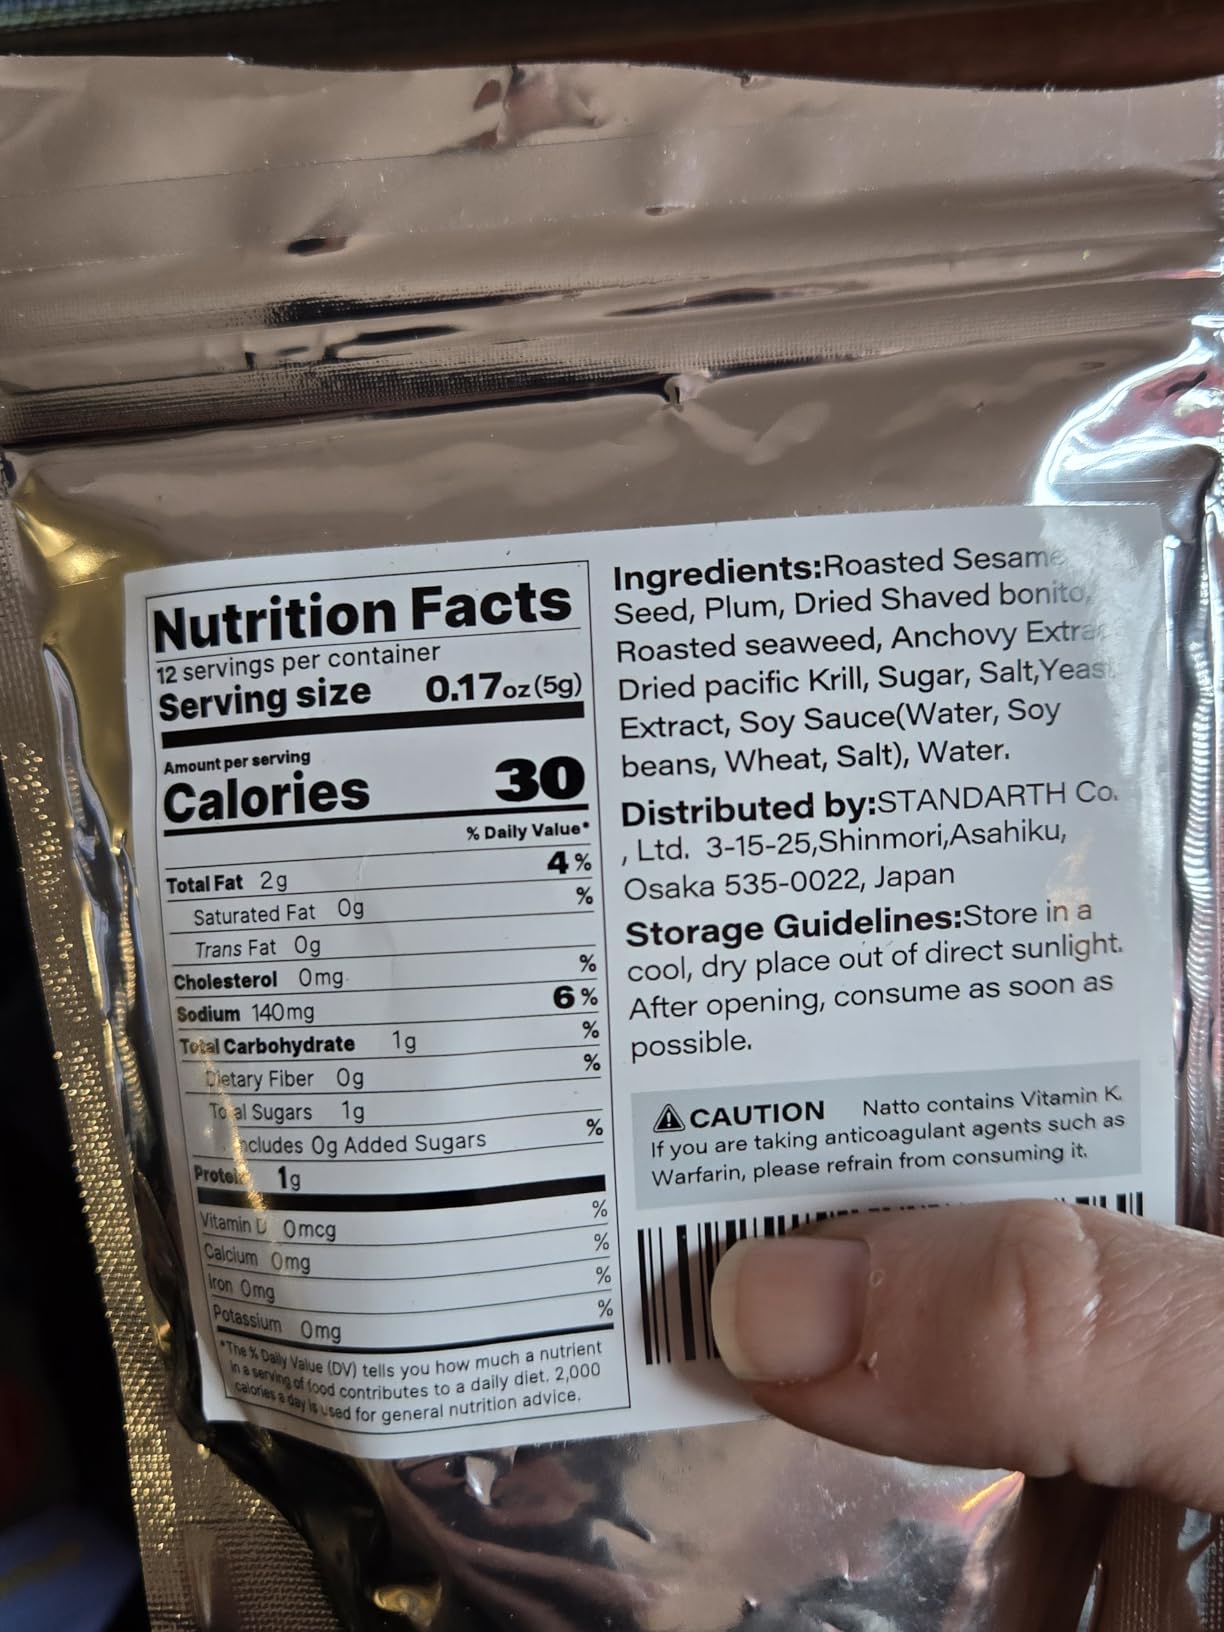 Nutrition Facts
12 servings per container
Serving size 0.17oz(5g)
Amount per serving
Calories 30
% Daily Value*
Total Fat 2g 4%
Saturated Fat 0g %
Trans Fat 0g
Cholesterol 0mg %
Sodium 140mg 6%
Total Carbohydrate 1g %
Dietary Fiber 0g %
Total Sugars 1g
Includes 0g Added Sugars %
Protein 1g
Vitamin D 0mcg %
Calcium 0mg %
Iron 0mg %
Potassium 0mg %
*The % Daily Value (DV) tells you how much a nutrient
in a serving of food contributes to a daily diet. 2,000
calories a day is used for general nutrition advice.
Ingredients:Roasted Sesame
Seed, Plum, Dried Shaved bonito,
Roasted seaweed, Anchovy Extract
Dried pacific Krill, Sugar, Salt,Yeast
Extract, Soy Sauce(Water, Soy
beans, Wheat, Salt), Water.
Distributed by:STANDARTH Co.
, Ltd. 3-15-25,Shinmori,Asahiku,
Osaka 535-0022, Japan
Storage Guidelines:Store in a
cool, dry place out of direct sunlight.
After opening, consume as soon as
possible.
CAUTION Natto contains Vitamin K.
If you are taking anticoagulant agents such as
Warfarin, please refrain from consuming it.